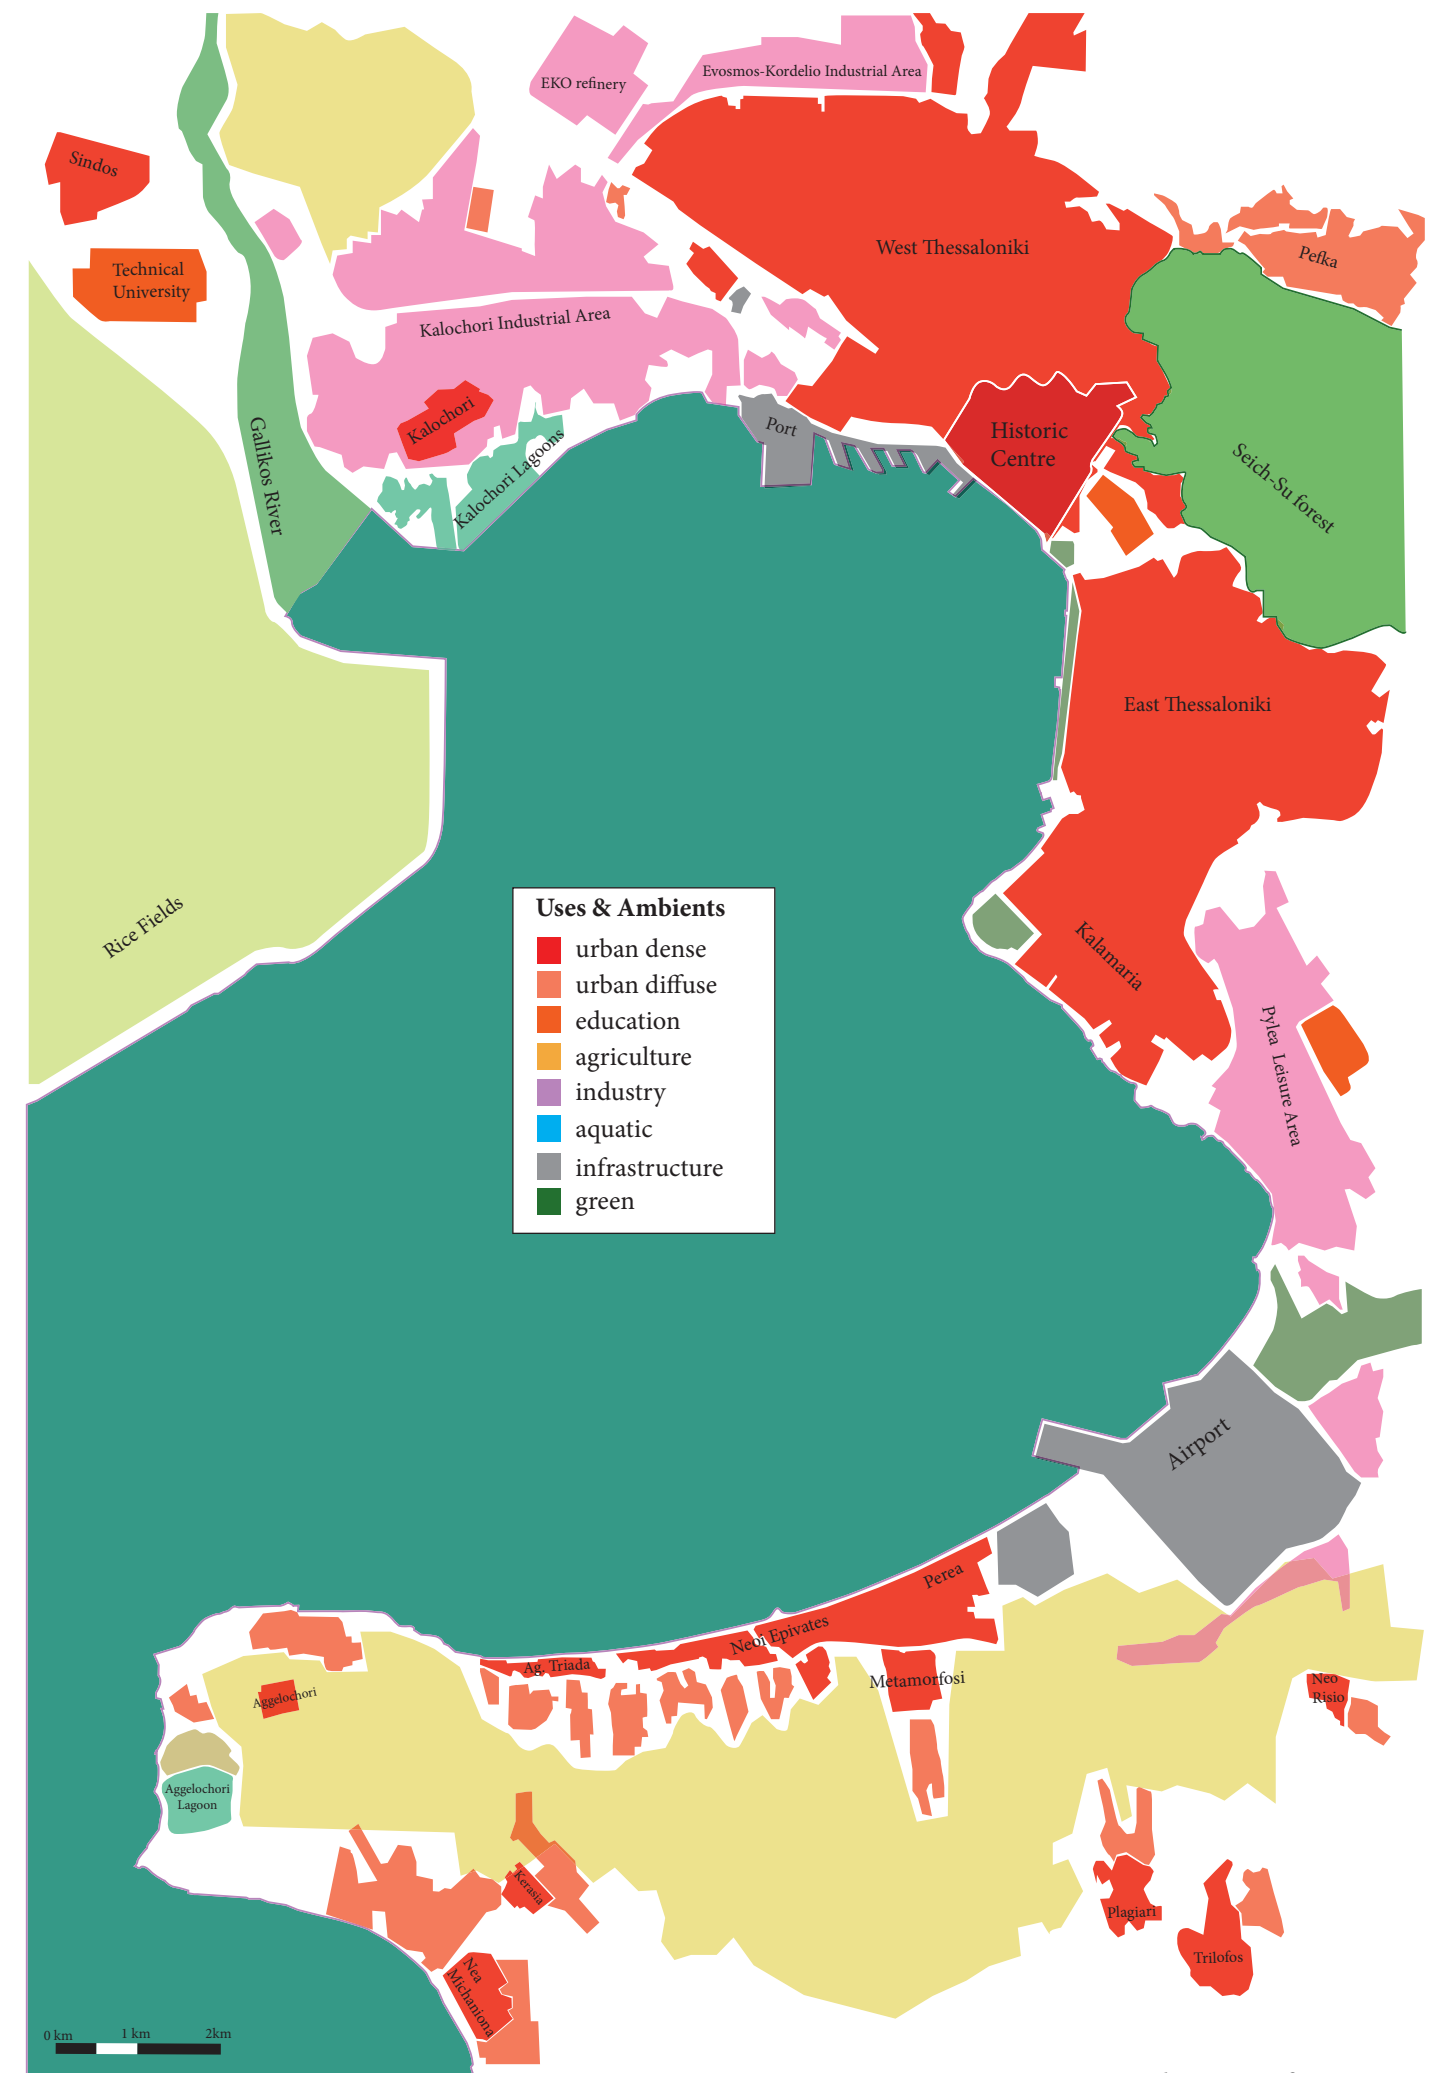 EKO refinery
Evosmos-Kordelio Industrial Area
Sindos
West Thessaloniki
Pefka
Technical
University
Kalochori Industrial Area
Kalochori
Port
Historic
Centre
Gallikos River
Kalochori Lagoons
Seich-Su forest
East Thessaloniki
Rice Fields
Kalamaria
Uses & Ambients
urban dense
urban diffuse
education
agriculture
industry
aquatic
infrastructure
green
Pylea Leisure Area
Airport
Perea
Neoi Epivates
Ag. Triada
Metamorfosi
Aggelochori
Neo
Risio
Aggelochori
Lagoon
Kerasia
Plagiari
Trilofos
Nea
Michaniona
0 km
1 km
2km